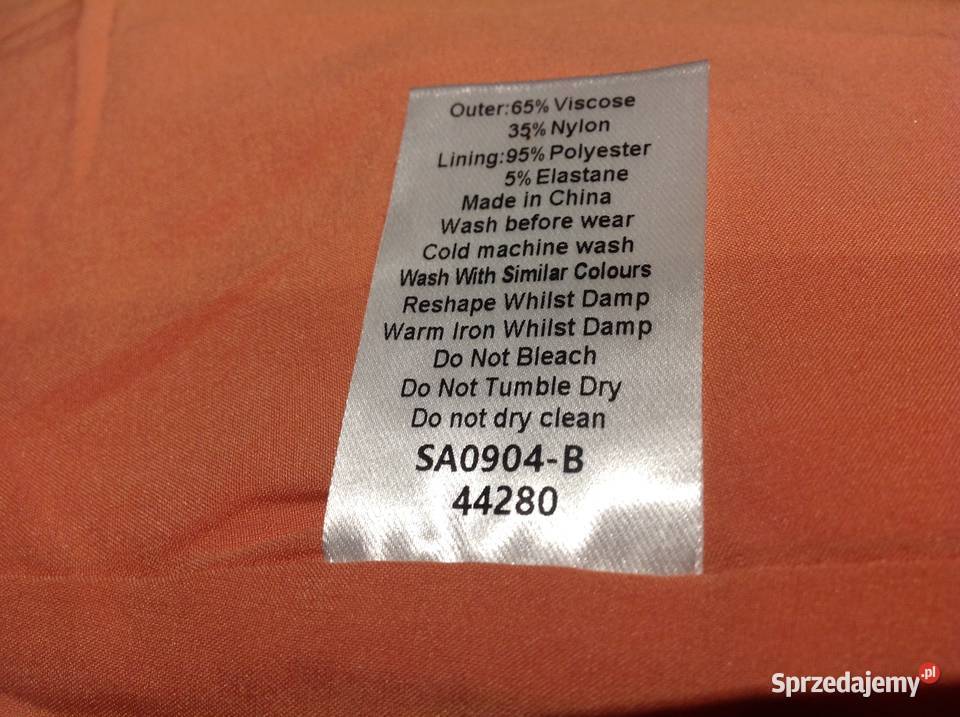 Outer:65% Viscose
35% Nylon
Lining:95% Polyester
5% Elastane
Made in China
Wash before wear
Cold machine wash
Wash With Similar Colours
Reshape Whilst Damp
Warm Iron Whilst Damp
Do Not Bleach
Do Not Tumble Dry
Do not dry clean
SA0904-B
44280
Sprzedajemy.pl